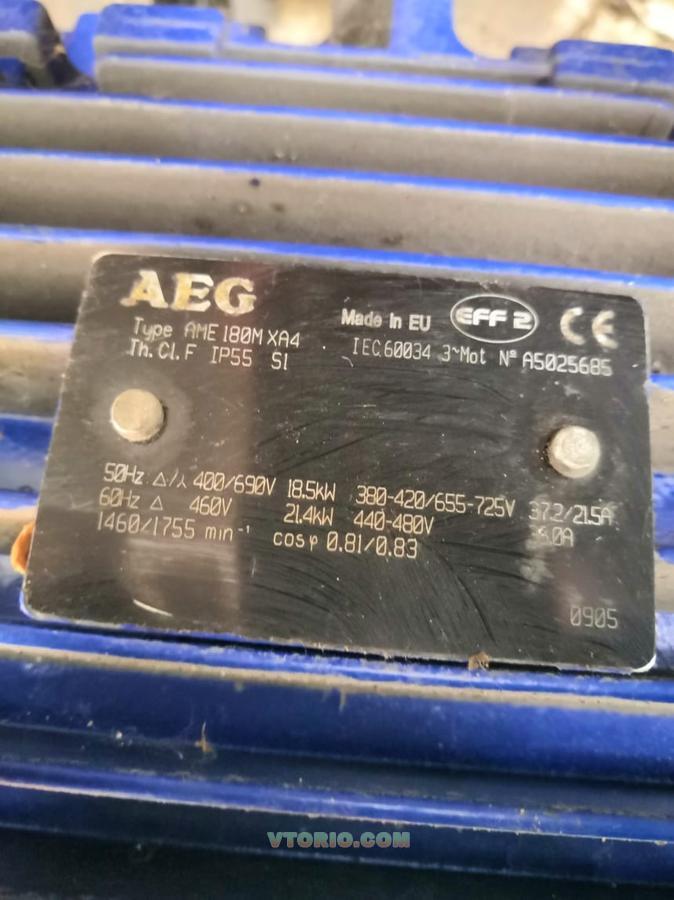 AEG
Made in EU EFF 2 CE
Type AME 180M XA4
IEC 60034 3~Mot Nº A5025685
Th. Cl. F IP55 S1
50Hz △/⅄ 400/690V 18.5kW 380-420/655-725V 37.2/21.5A
60Hz △ 460V 21.4kW 440-480V
1460/1755 min⁻¹ cos φ 0.81/0.83
0905
VTORIO.COM